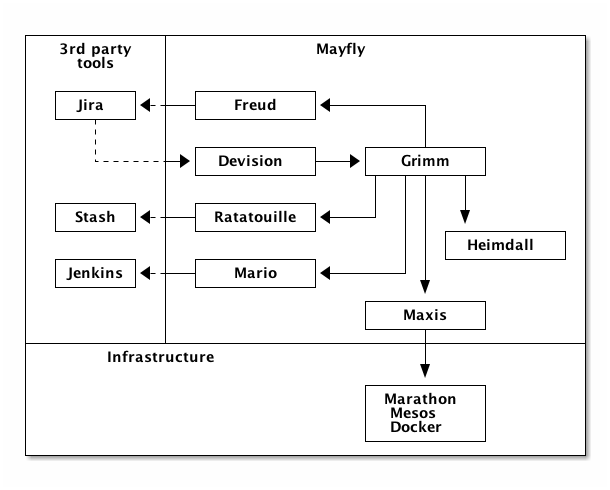 3rd party
tools
Mayfly
Jira
Freud
Devision
Grimm
Stash
Ratatouille
Heimdall
Jenkins
Mario
Maxis
Infrastructure
Marathon
Mesos
Docker